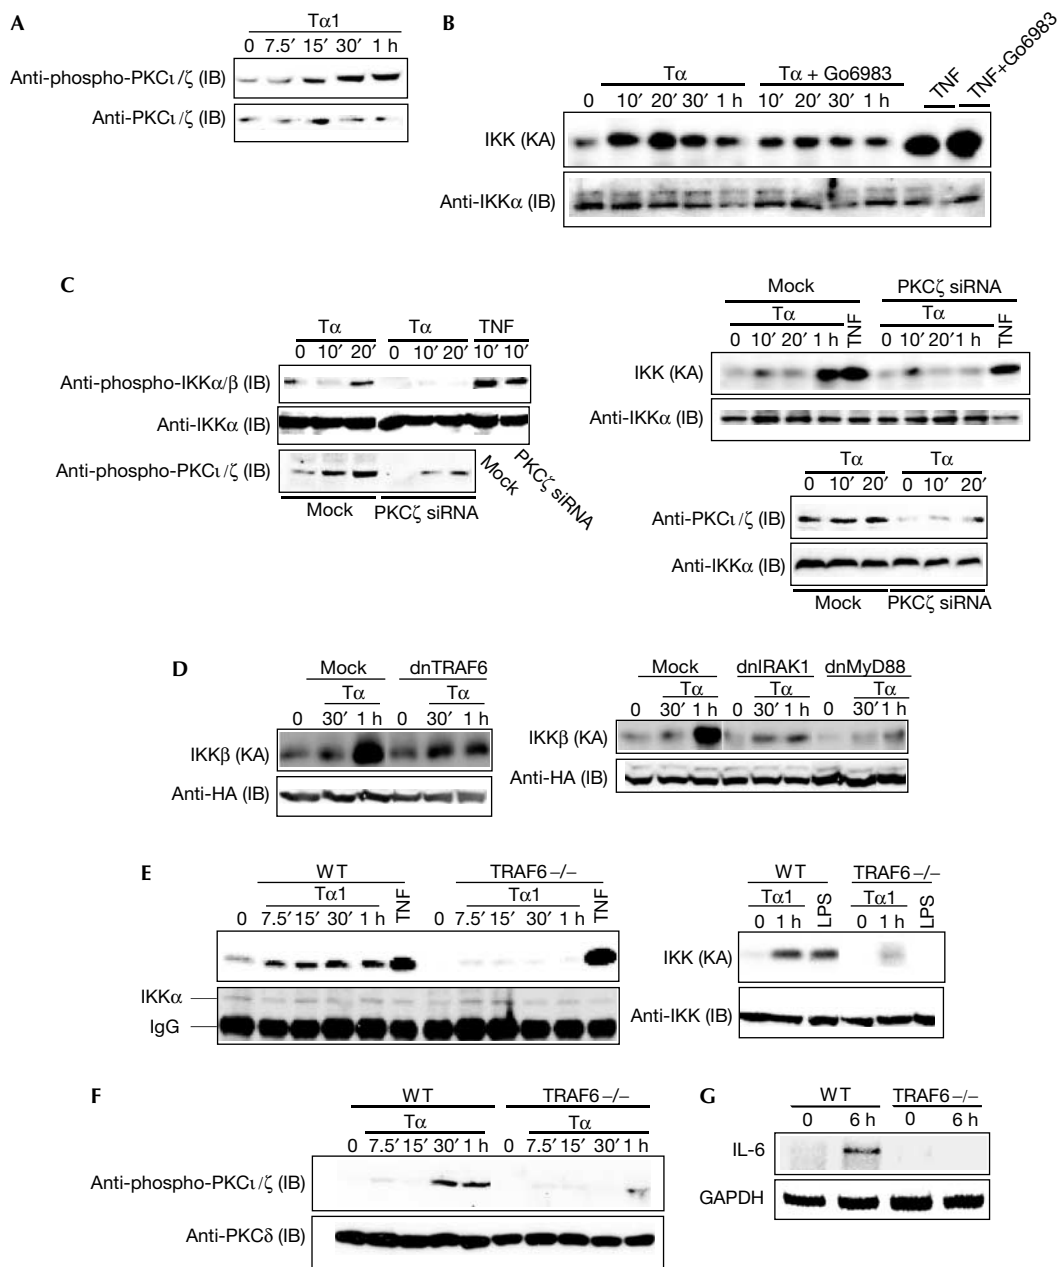 A
Tα1
0 7.5′ 15′ 30′ 1 h
Anti-phospho-PKCι/ζ (IB)
Anti-PKCι/ζ (IB)
B
Tα Tα + Go6983 TNF TNF+Go6983
0 10′ 20′ 30′ 1 h 10′ 20′ 30′ 1 h
IKK (KA)
Anti-IKKα (IB)
C
Tα Tα TNF
0 10′ 20′ 0 10′ 20′ 10′ 10′
Anti-phospho-IKKα/β (IB)
Anti-IKKα (IB)
Anti-phospho-PKCι/ζ (IB)
Mock PKCζ siRNA Mock PKCζ siRNA
Mock PKCζ siRNA
Tα TNF Tα TNF
0 10′ 20′ 1 h 0 10′ 20′ 1 h
IKK (KA)
Anti-IKKα (IB)
Tα Tα
0 10′ 20′ 0 10′ 20′
Anti-PKCι/ζ (IB)
Anti-IKKα (IB)
Mock PKCζ siRNA
D
Mock dnTRAF6
Tα Tα
0 30′ 1 h 0 30′ 1 h
IKKβ (KA)
Anti-HA (IB)
Mock dnIRAK1 dnMyD88
Tα Tα Tα
0 30′ 1 h 0 30′ 1 h 0 30′ 1 h
IKKβ (KA)
Anti-HA (IB)
E
WT TRAF6–/–
Tα1 TNF Tα1 TNF
0 7.5′ 15′ 30′ 1 h 0 7.5′ 15′ 30′ 1 h
IKKα
IgG
WT TRAF6–/–
Tα1 LPS Tα1 LPS
0 1 h 0 1 h
IKK (KA)
Anti-IKK (IB)
F
WT TRAF6–/–
Tα Tα
0 7.5′ 15′ 30′ 1 h 0 7.5′ 15′ 30′ 1 h
Anti-phospho-PKCι/ζ (IB)
Anti-PKCδ (IB)
G
WT TRAF6–/–
0 6 h 0 6 h
IL-6
GAPDH